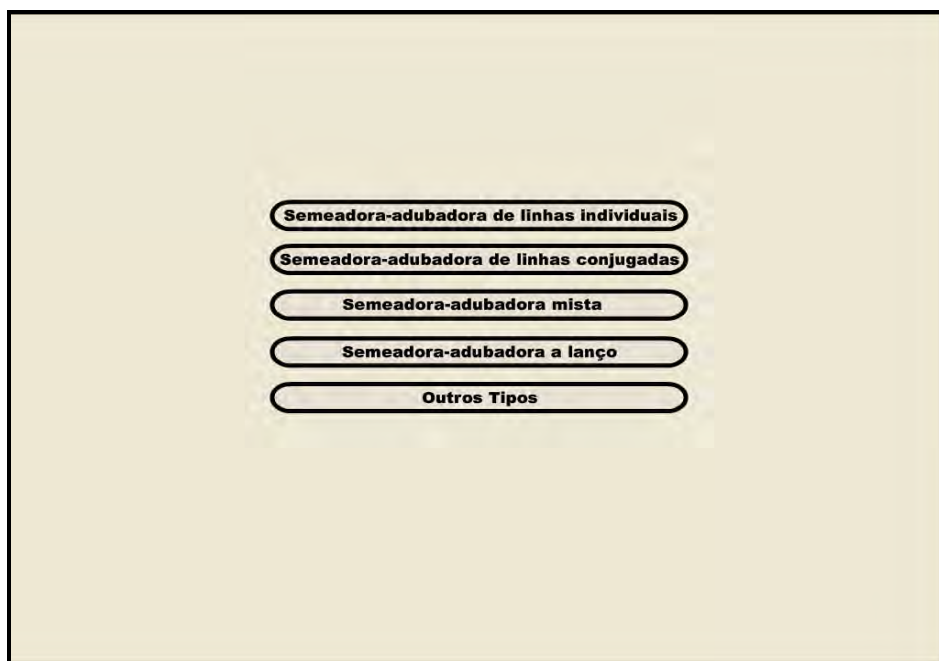 Semeadora-adubadora de linhas individuais
Semeadora-adubadora de linhas conjugadas
Semeadora-adubadora mista
Semeadora-adubadora a lanço
Outros Tipos